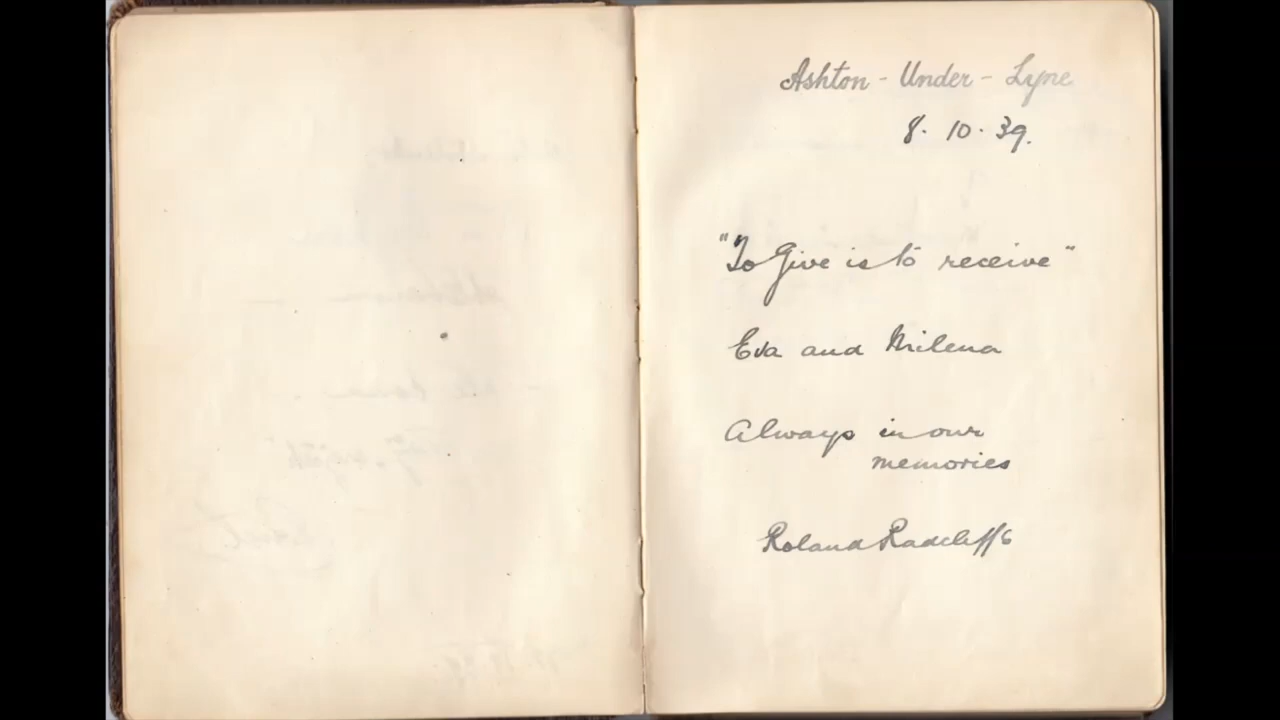 Ashton - Under - Lyne
8. 10. 39.
"To Give is to receive"
Eva and Milena
Always in our
memories
Roland Radcliffe